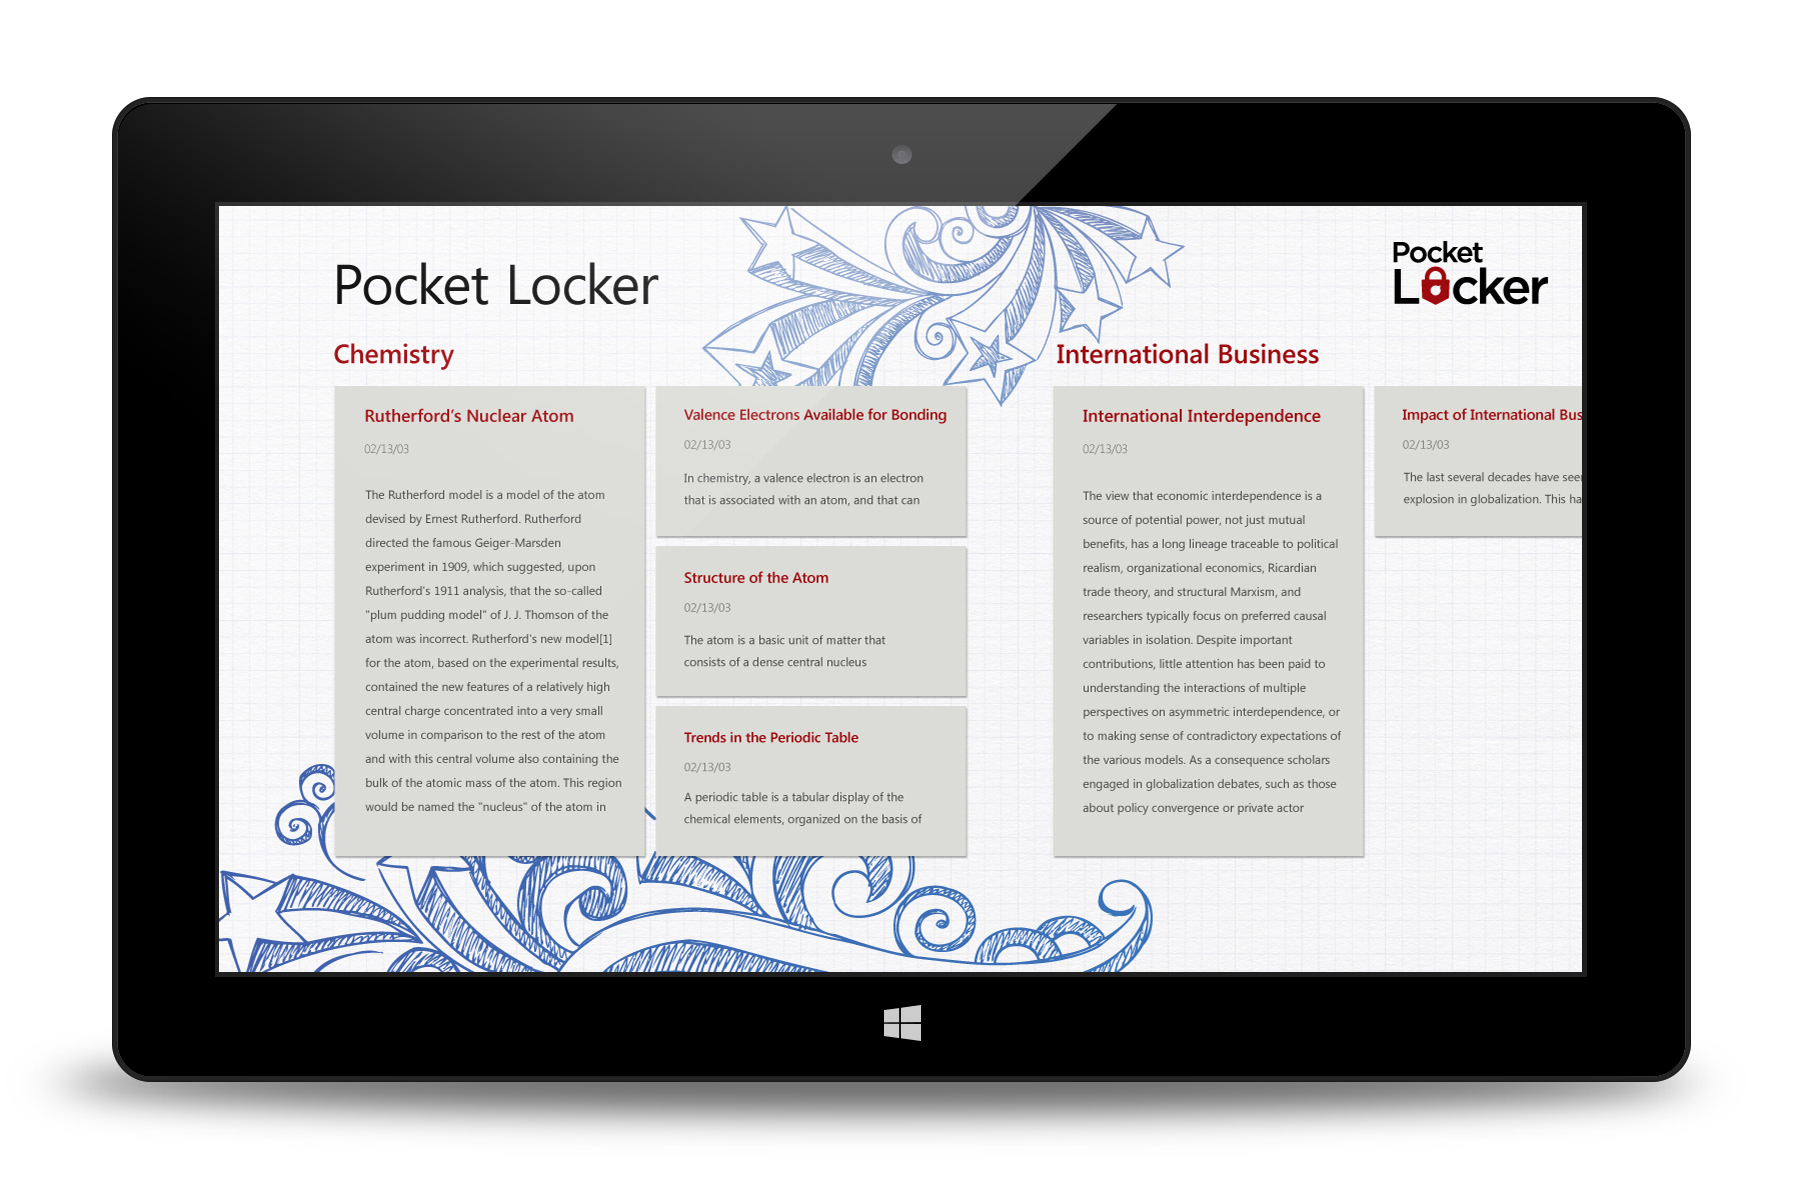 Pocket Locker
Pocket
Locker
Chemistry
Rutherford's Nuclear Atom
02/13/03
The Rutherford model is a model of the atom
devised by Ernest Rutherford. Rutherford
directed the famous Geiger-Marsden
experiment in 1909, which suggested, upon
Rutherford's 1911 analysis, that the so-called
"plum pudding model" of J. J. Thomson of the
atom was incorrect. Rutherford's new model[1]
for the atom, based on the experimental results,
contained the new features of a relatively high
central charge concentrated into a very small
volume in comparison to the rest of the atom
and with this central volume also containing the
bulk of the atomic mass of the atom. This region
would be named the "nucleus" of the atom in
Valence Electrons Available for Bonding
02/13/03
In chemistry, a valence electron is an electron
that is associated with an atom, and that can
Structure of the Atom
02/13/03
The atom is a basic unit of matter that
consists of a dense central nucleus
Trends in the Periodic Table
02/13/03
A periodic table is a tabular display of the
chemical elements, organized on the basis of
International Business
International Interdependence
02/13/03
The view that economic interdependence is a
source of potential power, not just mutual
benefits, has a long lineage traceable to political
realism, organizational economics, Ricardian
trade theory, and structural Marxism, and
researchers typically focus on preferred causal
variables in isolation. Despite important
contributions, little attention has been paid to
understanding the interactions of multiple
perspectives on asymmetric interdependence, or
to making sense of contradictory expectations of
the various models. As a consequence scholars
engaged in globalization debates, such as those
about policy convergence or private actor
Impact of International Bus
02/13/03
The last several decades have seen
explosion in globalization. This ha